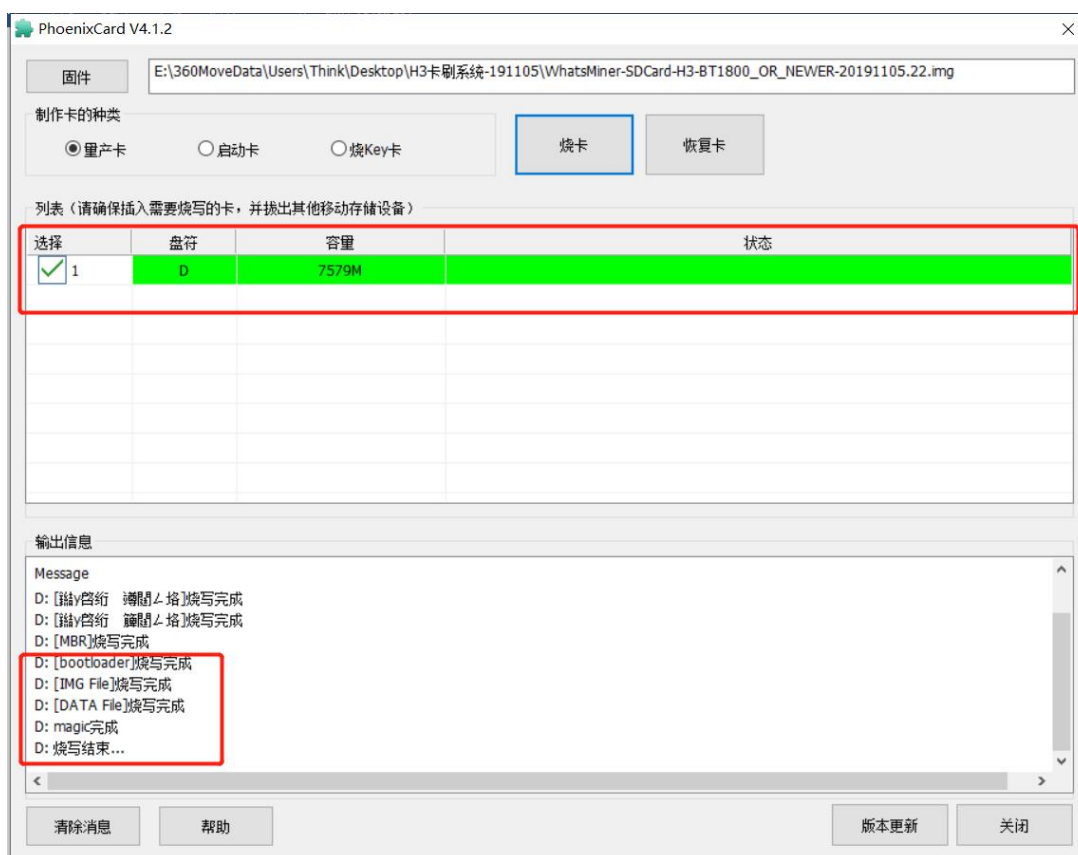 PhoenixCard V4.1.2
固件 E:\360MoveData\Users\Think\Desktop\H3卡刷系统-191105\WhatsMiner-SDCard-H3-BT1800_OR_NEWER-20191105.22.img
制作卡的种类
量产卡 启动卡 烧Key卡 烧卡 恢复卡
列表（请确保插入需要烧写的卡，并拔出其他移动存储设备）
选择 盘符 容量 状态
1 D 7579M
输出信息
Message
D: 烧写完成
D: 烧写完成
D: [MBR]烧写完成
D: [bootloader]烧写完成
D: [IMG File]烧写完成
D: [DATA File]烧写完成
D: magic完成
D: 烧写结束...
清除消息 帮助 版本更新 关闭